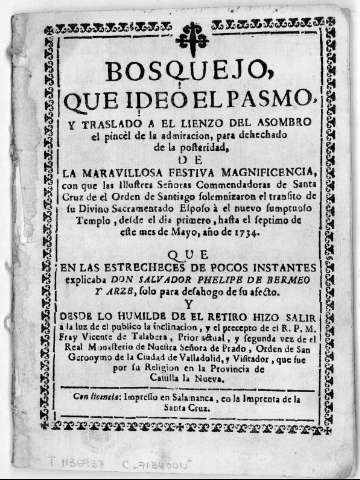 BOSQUEJO,
QUE IDEÒ EL PASMO,
Y TRASLADO A EL LIENZO DEL ASOMBRO
el pincèl de la admiracion, para dehechado
de la posteridad,
DE
LA MARAVILLOSA FESTIVA MAGNIFICENCIA,
con que las Illustres Señoras Commendadoras de Santa
Cruz de el Orden de Santiago solemnizaron el transito de
su Divino Sacramentado Esposo à el nuevo sumptuoso
Templo, desde el dia primero, hasta el septimo de
este mes de Mayo, año de 1734.
QUE
EN LAS ESTRECHECES DE POCOS INSTANTES
explicaba DON SALVADOR PHELIPE DE BERMEO
Y ARZE, solo para desahogo de su afecto.
Y
DESDE LO HUMILDE DE EL RETIRO HIZO SALIR
à la luz de el publico la inclinacion, y el precepto de el R. P. M.
Fray Vicente de Talabera, Prior actual, y segunda vez de el
Real Monasterio de Nuestra Señora de Prado, Orden de San
Geronymo de la Ciudad de Valladolid, y Visitador, que fue
por su Religion en la Provincia de
Castilla la Nueva.
Con licencia: Impresso en Salamanca, en la Imprenta de la
Santa Cruz.